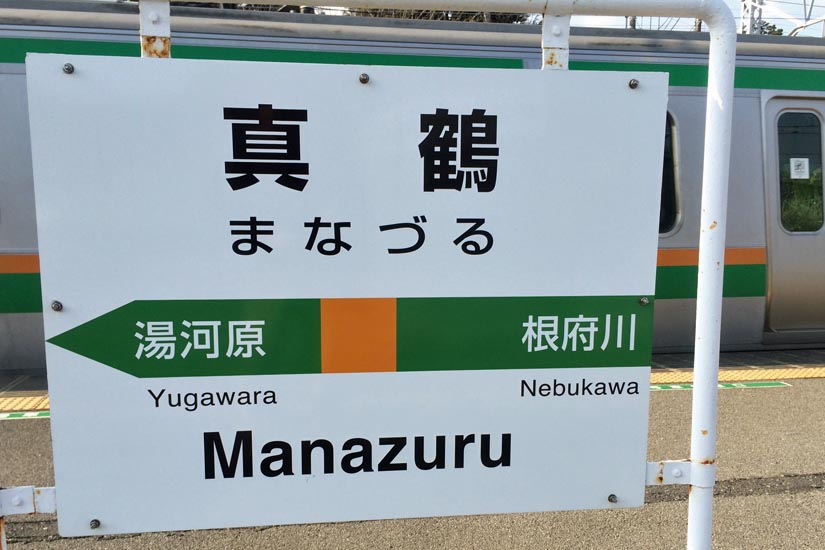 真鶴
まなづる
湯河原 根府川
Yugawara Nebukawa
Manazuru